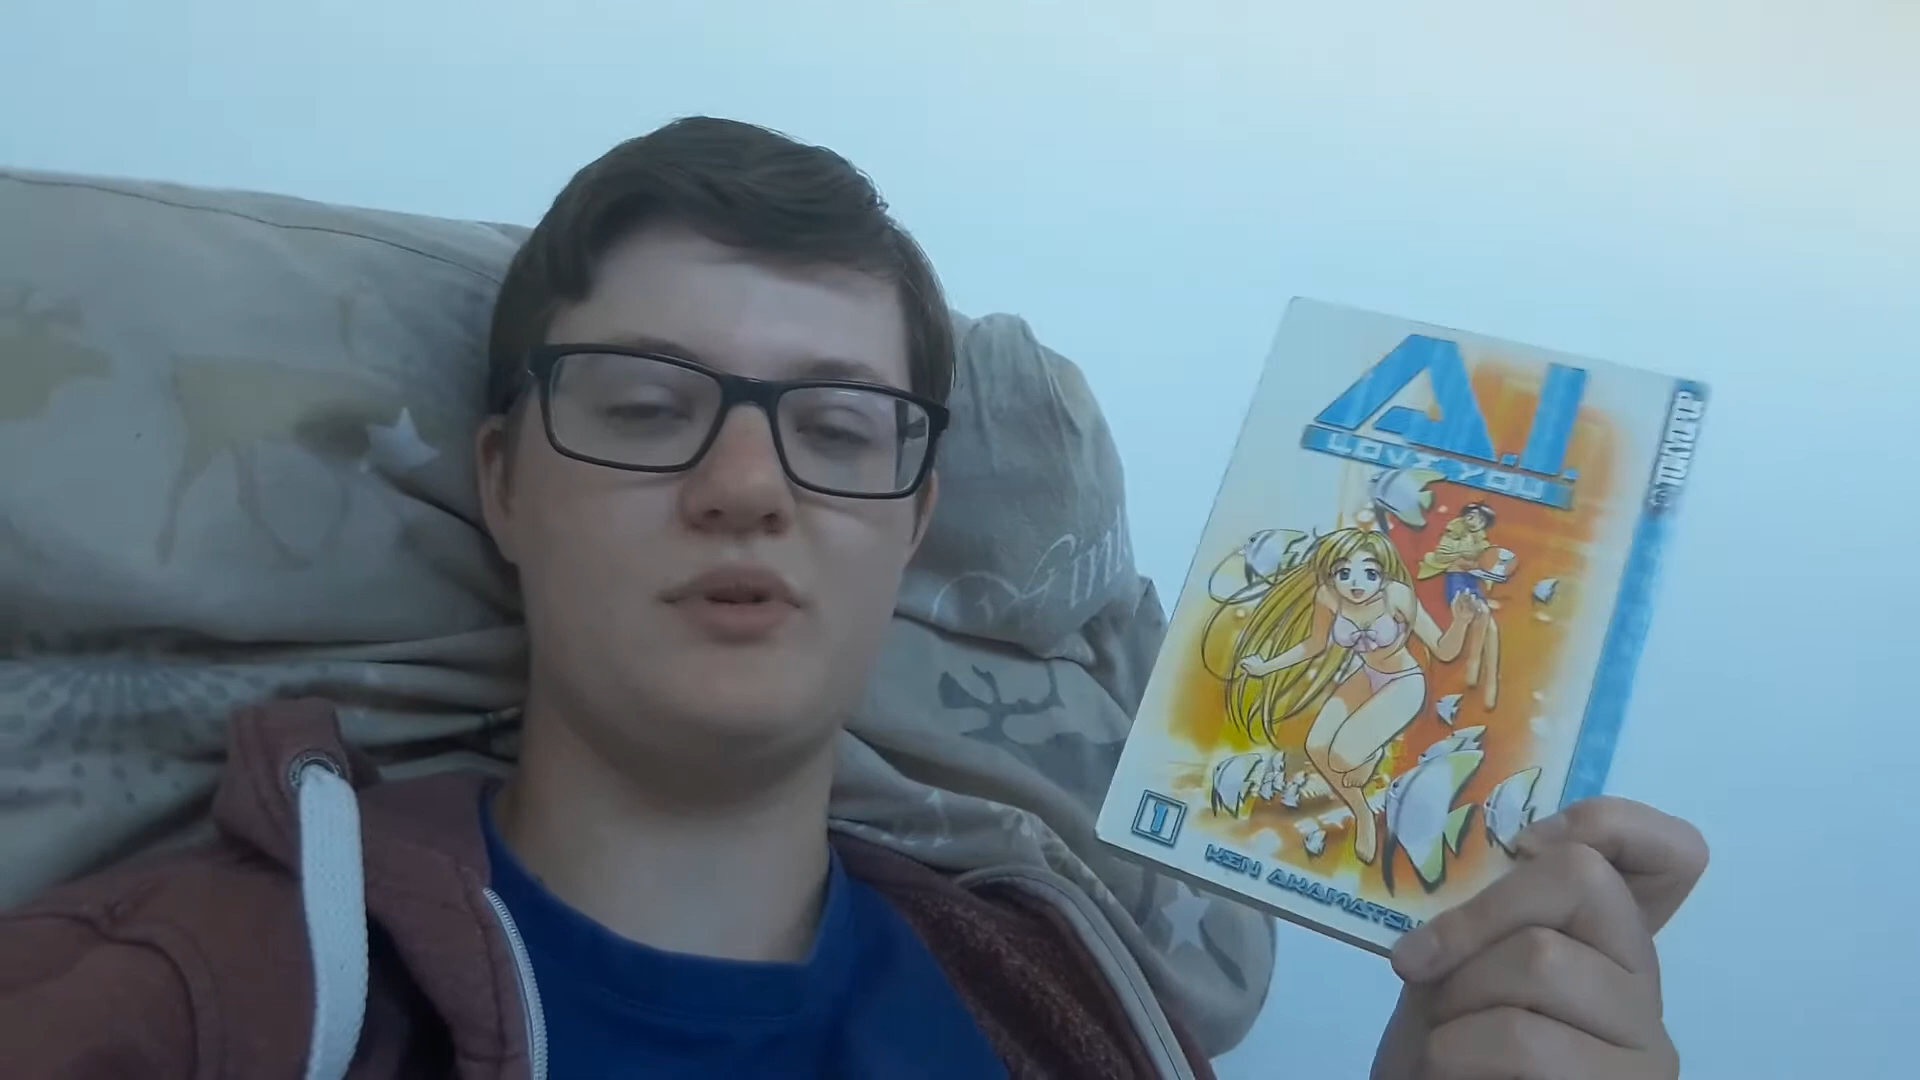 A.I.
LOVE YOU
TOKYOPOP
1
KEN AKAMATSU